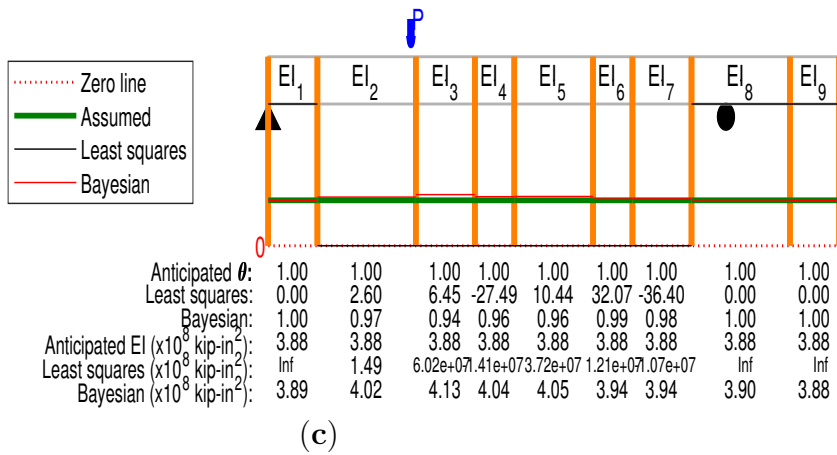 P
EI1 EI2 EI3 EI4 EI5 EI6 EI7 EI8 EI9
Zero line
Assumed
Least squares
Bayesian
0
Anticipated θ: 1.00 1.00 1.00 1.00 1.00 1.00 1.00 1.00 1.00
Least squares: 0.00 2.60 6.45 -27.49 10.44 32.07 -36.40 0.00 0.00
Bayesian: 1.00 0.97 0.94 0.96 0.96 0.99 0.98 1.00 1.00
Anticipated EI (x10^8 kip-in^2): 3.88 3.88 3.88 3.88 3.88 3.88 3.88 3.88 3.88
Least squares (x10^8 kip-in^2): Inf 1.49 6.02e+07 1.41e+07 3.72e+07 1.21e+07 1.07e+07 Inf Inf
Bayesian (x10^8 kip-in^2): 3.89 4.02 4.13 4.04 4.05 3.94 3.94 3.90 3.88
(c)